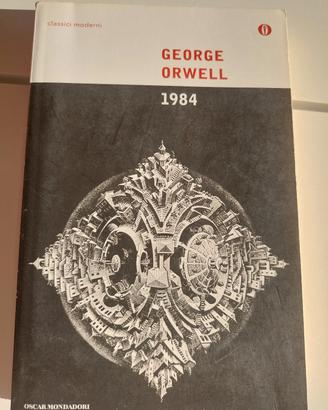 classici moderni
GEORGE
ORWELL
1984
OSCAR MONDADORI